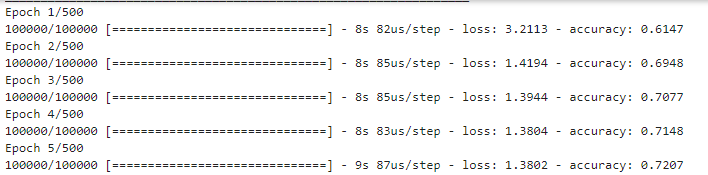 Epoch 1/500
100000/100000 [==============================] - 8s 82us/step - loss: 3.2113 - accuracy: 0.6147
Epoch 2/500
100000/100000 [==============================] - 8s 85us/step - loss: 1.4194 - accuracy: 0.6948
Epoch 3/500
100000/100000 [==============================] - 8s 85us/step - loss: 1.3944 - accuracy: 0.7077
Epoch 4/500
100000/100000 [==============================] - 8s 83us/step - loss: 1.3804 - accuracy: 0.7148
Epoch 5/500
100000/100000 [==============================] - 9s 87us/step - loss: 1.3802 - accuracy: 0.7207